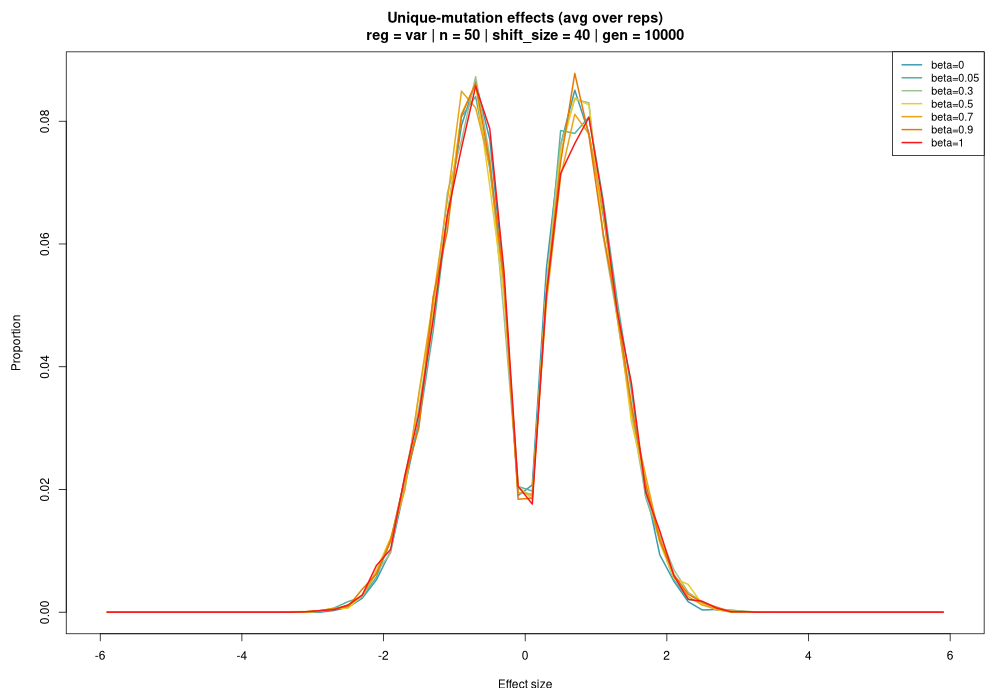 Unique-mutation effects (avg over reps)
reg = var | n = 50 | shift_size = 40 | gen = 10000
beta=0
beta=0.05
beta=0.3
beta=0.5
beta=0.7
beta=0.9
beta=1
Proportion
0.08
0.06
0.04
0.02
0.00
-6 -4 -2 0 2 4 6
Effect size